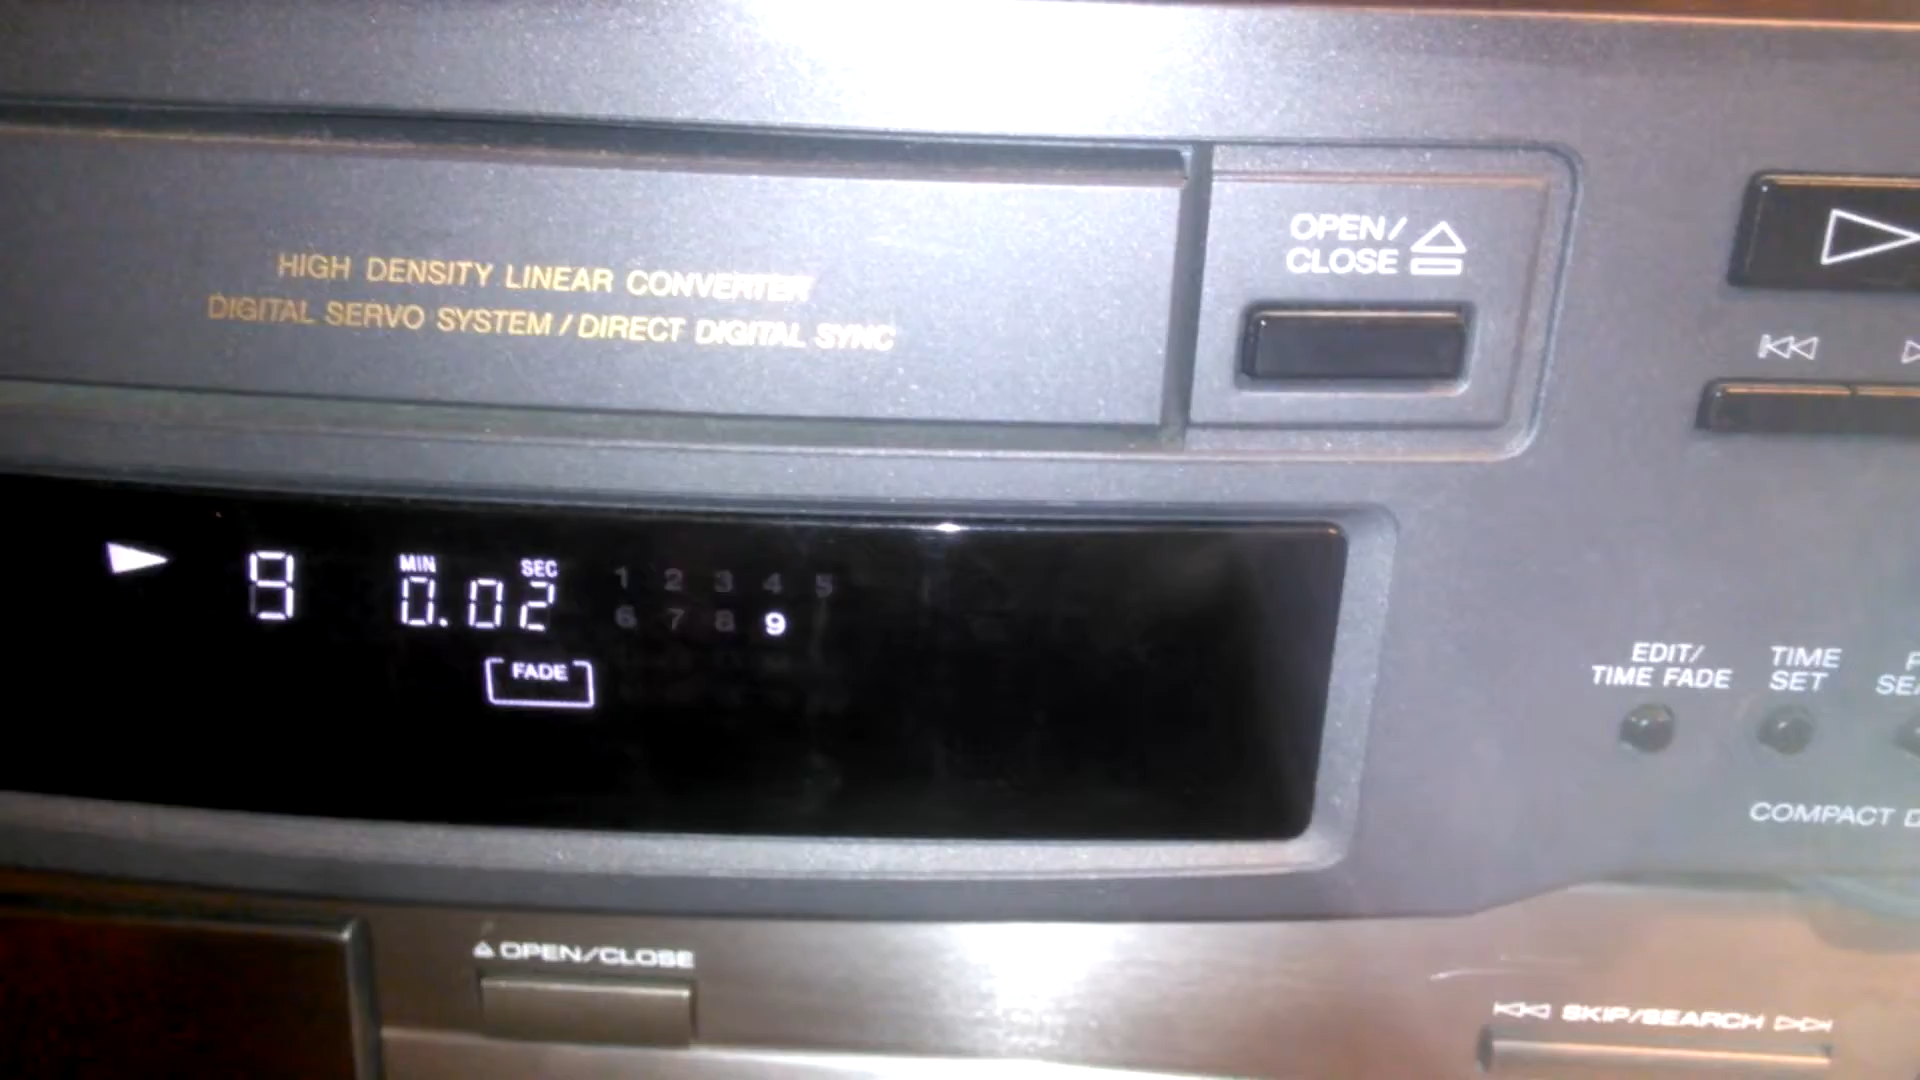 HIGH DENSITY LINEAR CONVERTER
DIGITAL SERVO SYSTEM / DIRECT DIGITAL SYNC
OPEN/
CLOSE
9
MIN
SEC
0.02
1 2 3 4 5
6 7 8 9
FADE
EDIT/
TIME FADE
TIME
SET
COMPACT
OPEN/CLOSE
SKIP/SEARCH